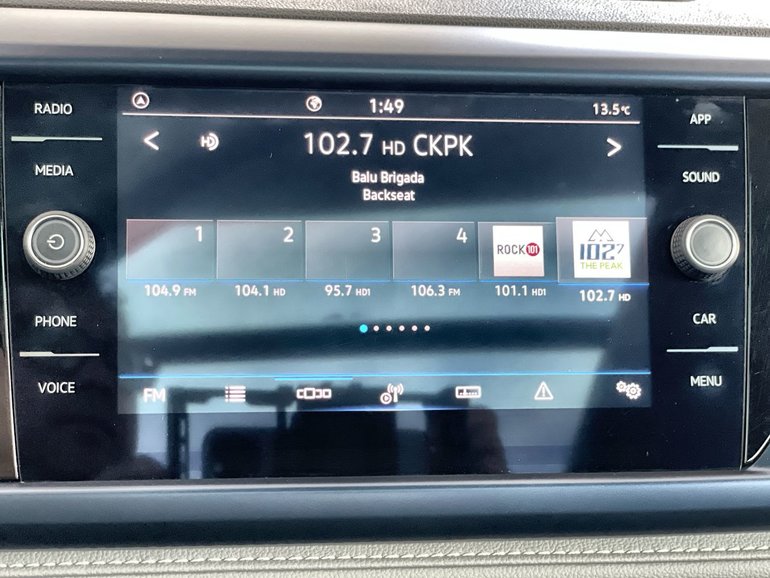 RADIO
MEDIA
PHONE
VOICE
1:49
13.5°C
102.7 HD CKPK
Balu Brigada
Backseat
1
2
3
4
ROCK 101
102.7
THE PEAK
104.9 FM
104.1 HD
95.7 HD1
106.3 FM
101.1 HD1
102.7 HD
FM
APP
SOUND
CAR
MENU